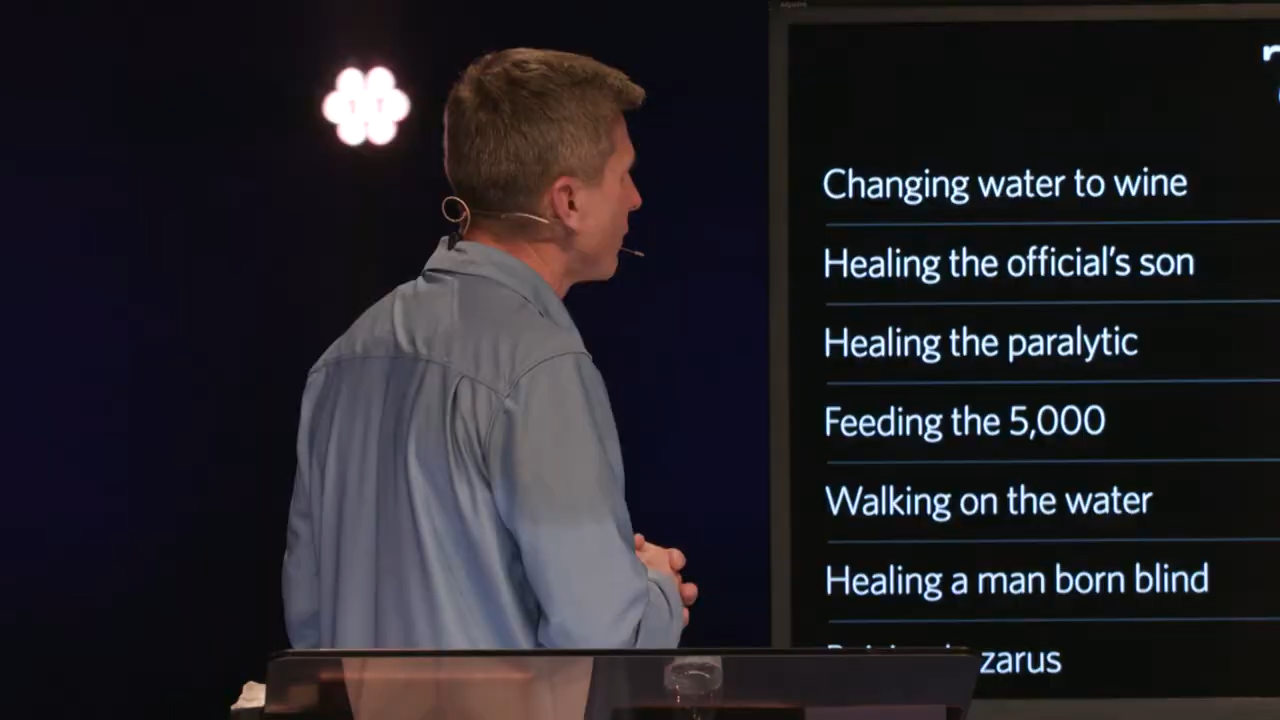 Changing water to wine
Healing the official's son
Healing the paralytic
Feeding the 5,000
Walking on the water
Healing a man born blind
zarus